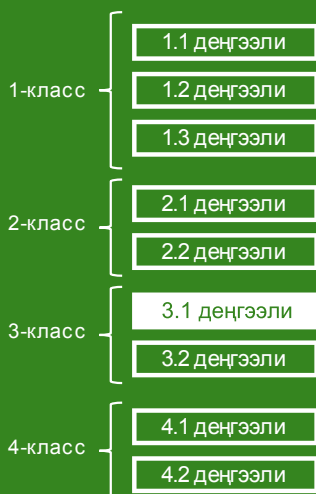 1-класс
1.1 деңгээли
1.2 деңгээли
1.3 деңгээли
2-класс
2.1 деңгээли
2.2 деңгээли
3-класс
3.1 деңгээли
3.2 деңгээли
4-класс
4.1 деңгээли
4.2 деңгээли